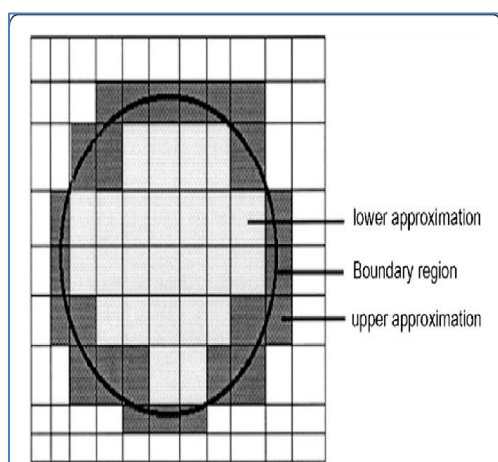 lower approximation
Boundary region
upper approximation